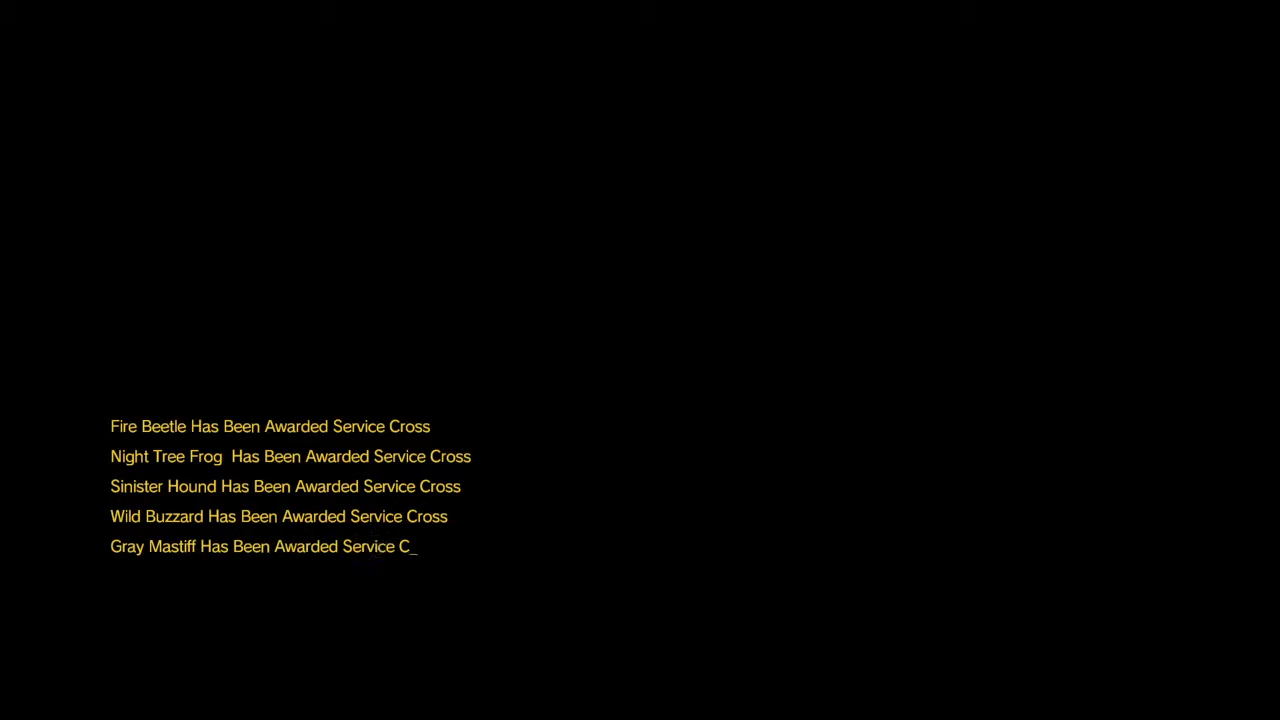 Fire Beetle Has Been Awarded Service Cross
Night Tree Frog  Has Been Awarded Service Cross
Sinister Hound Has Been Awarded Service Cross
Wild Buzzard Has Been Awarded Service Cross
Gray Mastiff Has Been Awarded Service C_